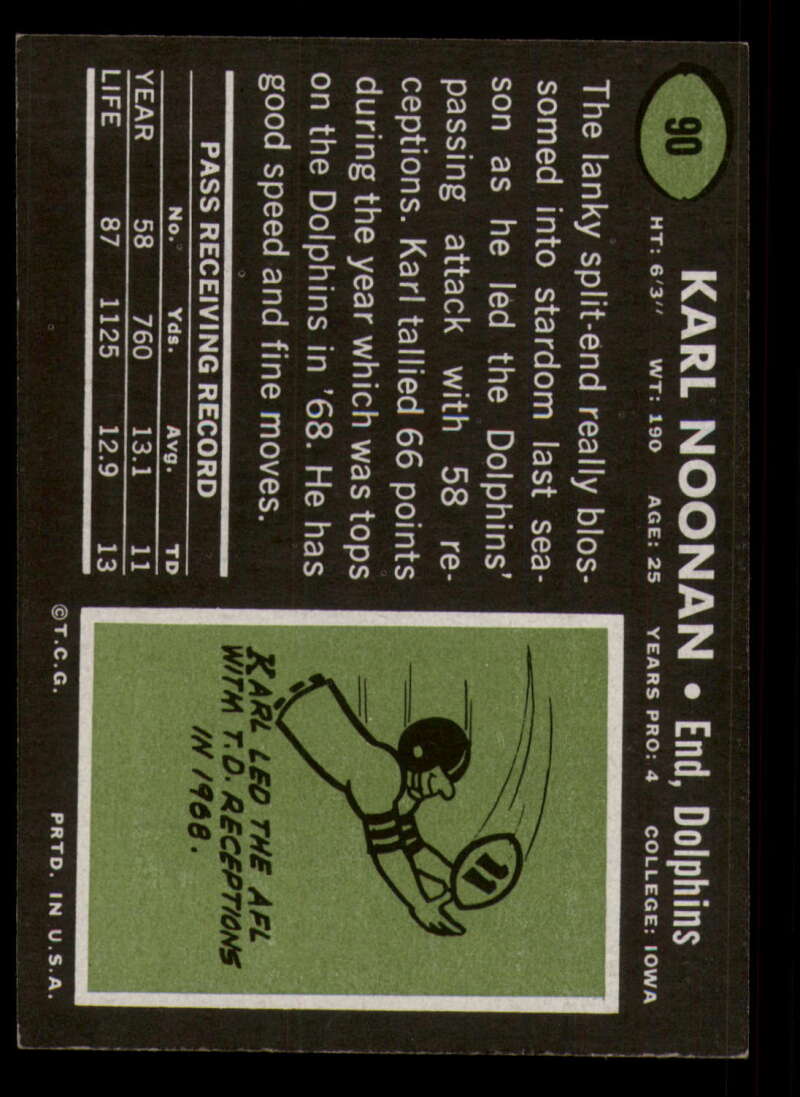 90
KARL NOONAN • End, Dolphins
HT: 6'3" WT: 190 AGE: 25 YEARS PRO: 4 COLLEGE: IOWA
The lanky split-end really blos-
somed into stardom last sea-
son as he led the Dolphins'
passing attack with 58 re-
ceptions. Karl tallied 66 points
during the year which was tops
on the Dolphins in '68. He has
good speed and fine moves.
PASS RECEIVING RECORD
No. Yds. Avg. TD
YEAR 58 760 13.1 11
LIFE 87 1125 12.9 13
11
KARL LED THE AFL
WITH T.D. RECEPTIONS
IN 1968.
©T.C.G. PRTD. IN U.S.A.